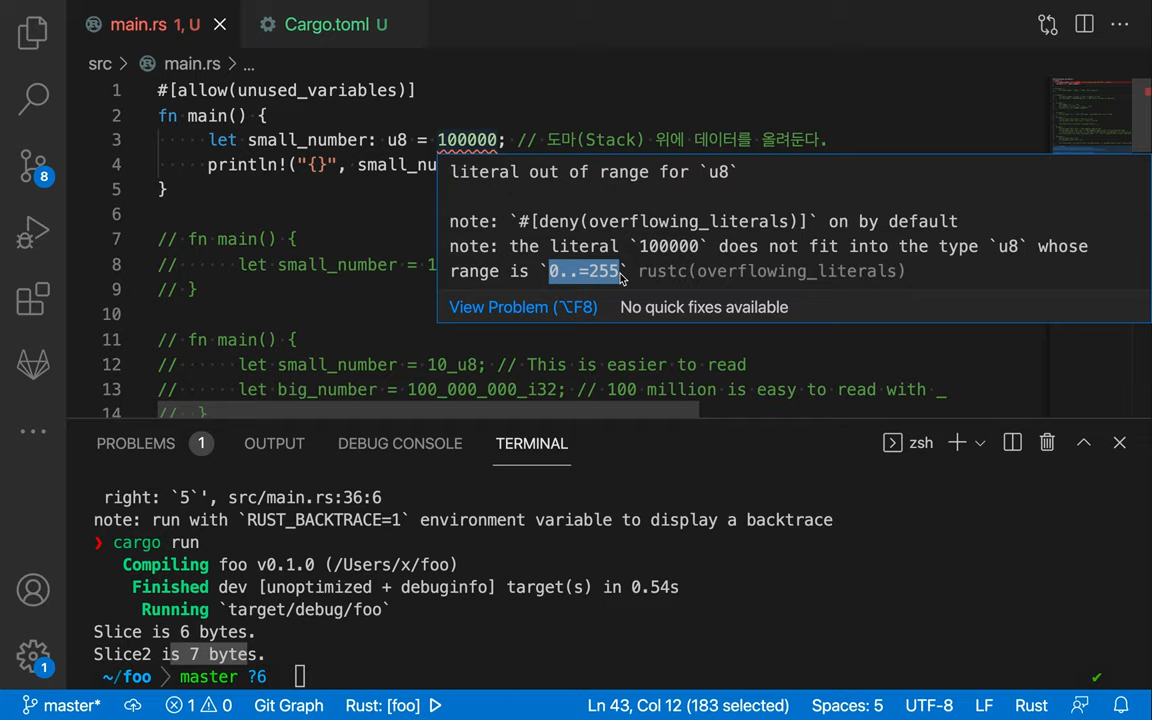 main.rs 1, U
Cargo.toml U
src > main.rs > ...
1 #[allow(unused_variables)]
2 fn main() {
3 let small_number: u8 = 100000; // 도마(Stack) 위에 데이터를 올려둔다.
4 println!("{}", small_nu
5 }
6
7 // fn main() {
8 // let small_number = 1
9 // }
10
11 // fn main() {
12 // let small_number = 10_u8; // This is easier to read
13 // let big_number = 100_000_000_i32; // 100 million is easy to read with _
14 // }
literal out of range for `u8`
note: `#[deny(overflowing_literals)]` on by default
note: the literal `100000` does not fit into the type `u8` whose
range is `0..=255` rustc(overflowing_literals)
View Problem (⌥F8) No quick fixes available
8
PROBLEMS 1 OUTPUT DEBUG CONSOLE TERMINAL zsh
right: `5`', src/main.rs:36:6
note: run with `RUST_BACKTRACE=1` environment variable to display a backtrace
❯ cargo run
Compiling foo v0.1.0 (/Users/x/foo)
Finished dev [unoptimized + debuginfo] target(s) in 0.54s
Running `target/debug/foo`
Slice is 6 bytes.
Slice2 is 7 bytes.
~/foo > master ?6
1
master* 1 0 Git Graph Rust: [foo] Ln 43, Col 12 (183 selected) Spaces: 5 UTF-8 LF Rust